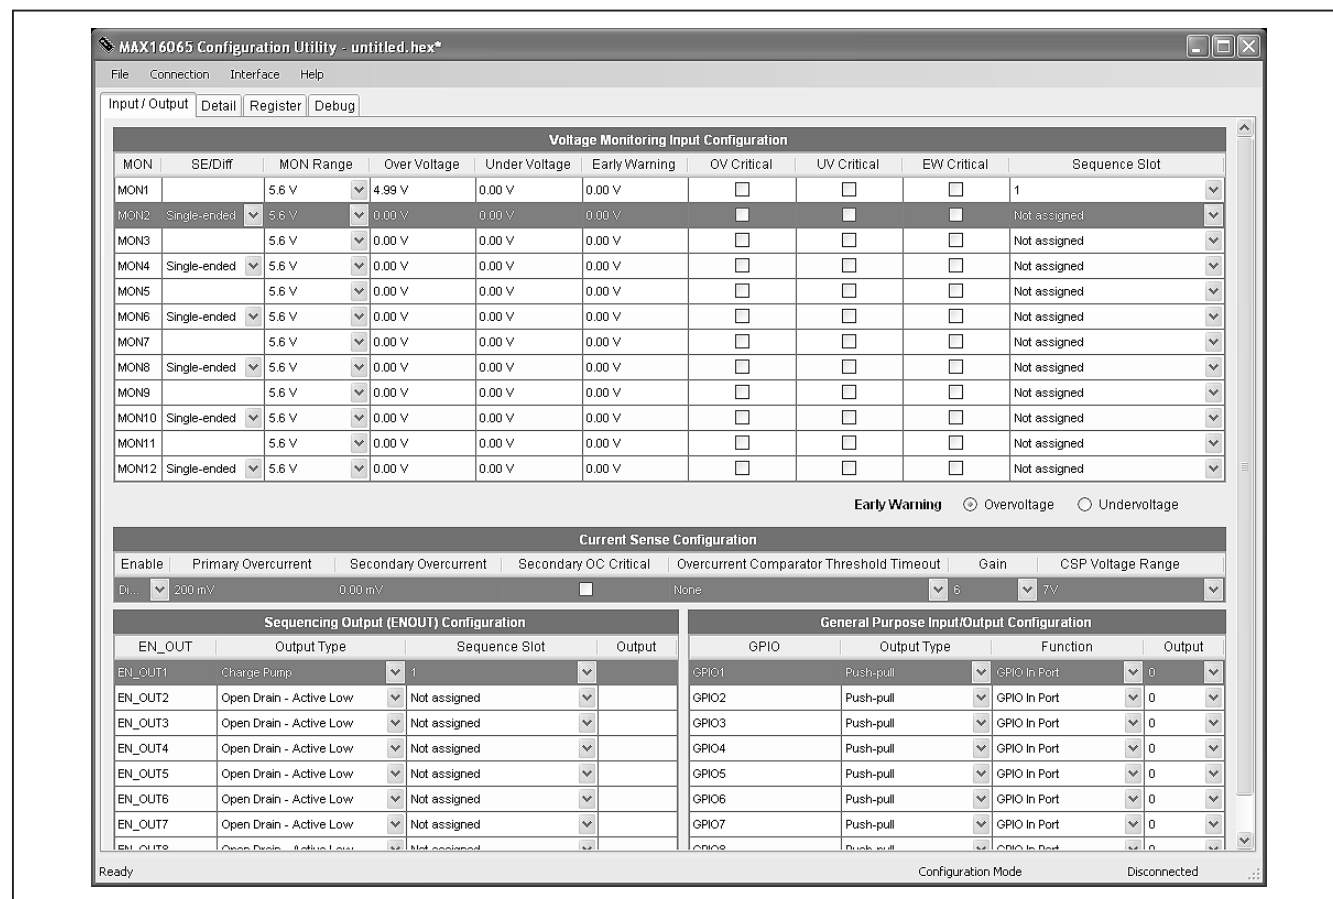 MAX16065 Configuration Utility - untitled.hex*
File Connection Interface Help
Input / Output Detail Register Debug
Voltage Monitoring Input Configuration
MON SE/Diff MON Range Over Voltage Under Voltage Early Warning OV Critical UV Critical EW Critical Sequence Slot
MON1 5.6 V 4.99 V 0.00 V 0.00 V 1
MON2 Single-ended 5.6 V 0.00 V 0.00 V 0.00 V Not assigned
MON3 5.6 V 0.00 V 0.00 V 0.00 V Not assigned
MON4 Single-ended 5.6 V 0.00 V 0.00 V 0.00 V Not assigned
MON5 5.6 V 0.00 V 0.00 V 0.00 V Not assigned
MON6 Single-ended 5.6 V 0.00 V 0.00 V 0.00 V Not assigned
MON7 5.6 V 0.00 V 0.00 V 0.00 V Not assigned
MON8 Single-ended 5.6 V 0.00 V 0.00 V 0.00 V Not assigned
MON9 5.6 V 0.00 V 0.00 V 0.00 V Not assigned
MON10 Single-ended 5.6 V 0.00 V 0.00 V 0.00 V Not assigned
MON11 5.6 V 0.00 V 0.00 V 0.00 V Not assigned
MON12 Single-ended 5.6 V 0.00 V 0.00 V 0.00 V Not assigned
Early Warning Overvoltage Undervoltage
Current Sense Configuration
Enable Primary Overcurrent Secondary Overcurrent Secondary OC Critical Overcurrent Comparator Threshold Timeout Gain CSP Voltage Range
Di... 200 mV 0.00 mV None 6 7V
Sequencing Output (ENOUT) Configuration General Purpose Input/Output Configuration
EN_OUT Output Type Sequence Slot Output GPIO Output Type Function Output
EN_OUT1 Charge Pump 1 GPIO1 Push-pull GPIO In Port 0
EN_OUT2 Open Drain - Active Low Not assigned GPIO2 Push-pull GPIO In Port 0
EN_OUT3 Open Drain - Active Low Not assigned GPIO3 Push-pull GPIO In Port 0
EN_OUT4 Open Drain - Active Low Not assigned GPIO4 Push-pull GPIO In Port 0
EN_OUT5 Open Drain - Active Low Not assigned GPIO5 Push-pull GPIO In Port 0
EN_OUT6 Open Drain - Active Low Not assigned GPIO6 Push-pull GPIO In Port 0
EN_OUT7 Open Drain - Active Low Not assigned GPIO7 Push-pull GPIO In Port 0
EN_OUT8 Open Drain - Active Low Not assigned GPIO8 Push-pull GPIO In Port 0
Ready Configuration Mode Disconnected